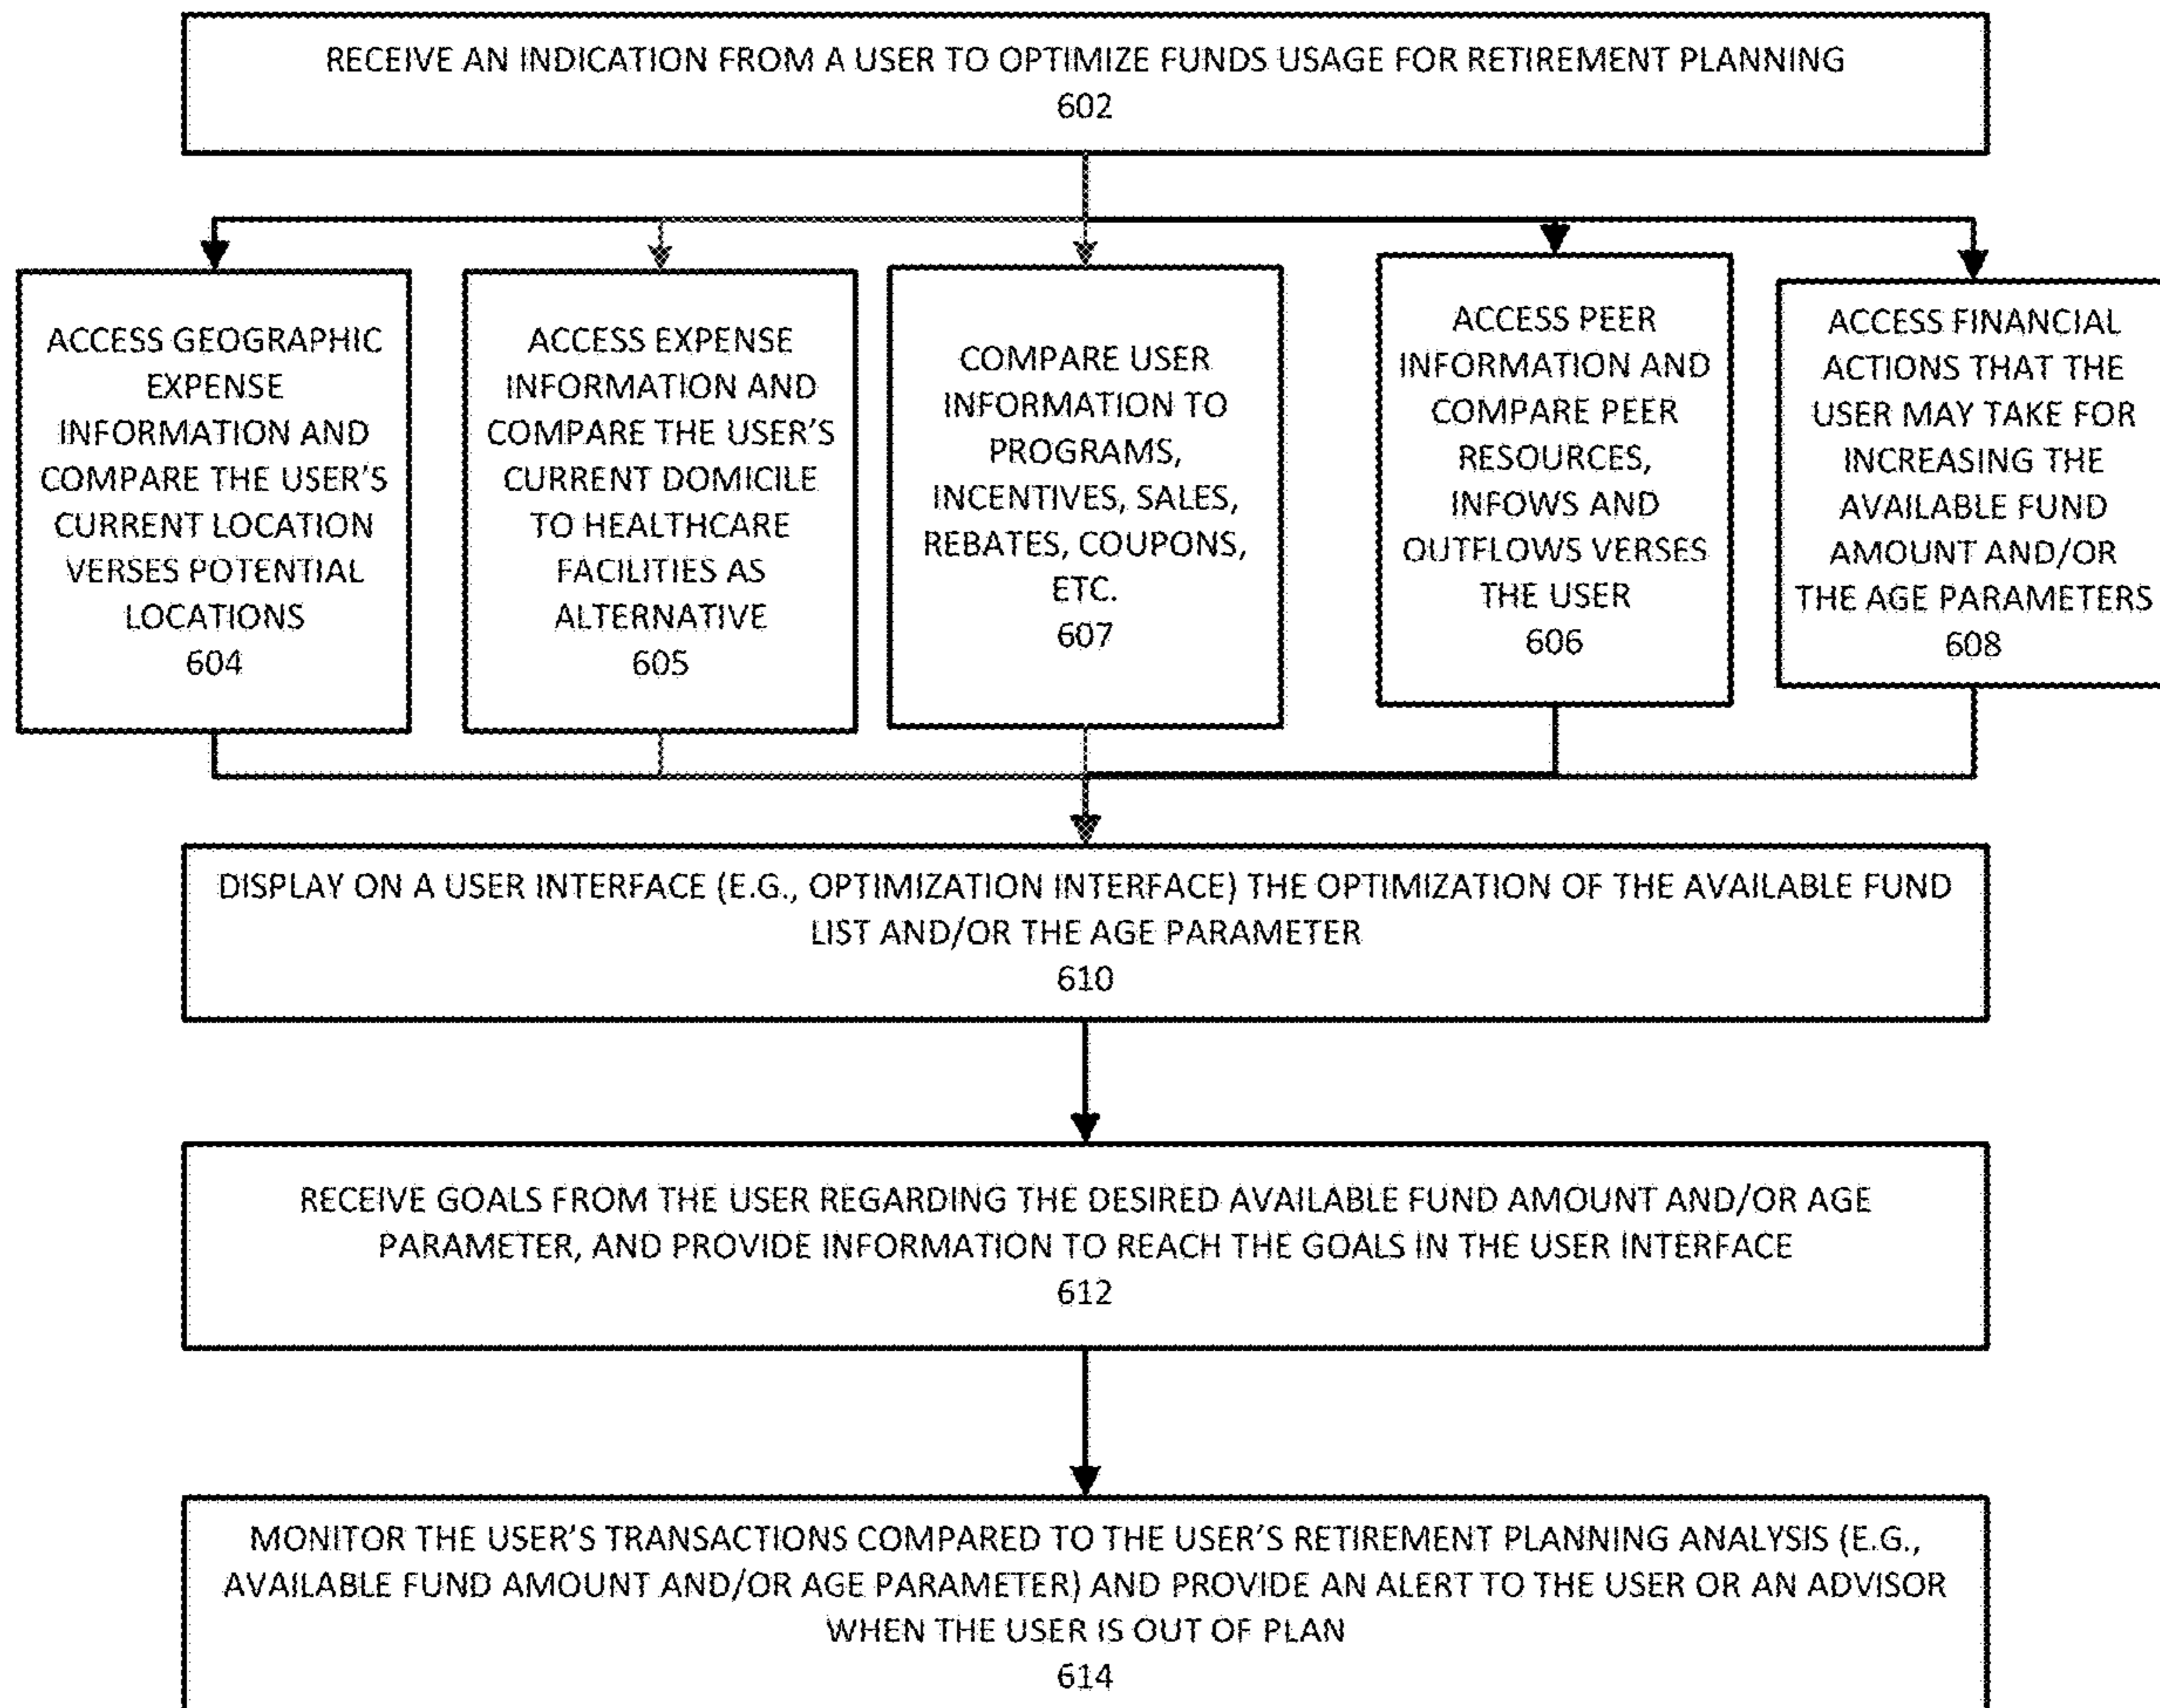 RECEIVE AN INDICATION FROM A USER TO OPTIMIZE FUNDS USAGE FOR RETIREMENT PLANNING
602
ACCESS GEOGRAPHIC
EXPENSE
INFORMATION AND
COMPARE THE USER'S
CURRENT LOCATION
VERSES POTENTIAL
LOCATIONS
604
ACCESS EXPENSE
INFORMATION AND
COMPARE THE USER'S
CURRENT DOMICILE
TO HEALTHCARE
FACILITIES AS
ALTERNATIVE
605
COMPARE USER
INFORMATION TO
PROGRAMS,
INCENTIVES, SALES,
REBATES, COUPONS,
ETC.
607
ACCESS PEER
INFORMATION AND
COMPARE PEER
RESOURCES,
INFOWS AND
OUTFLOWS VERSES
THE USER
606
ACCESS FINANCIAL
ACTIONS THAT THE
USER MAY TAKE FOR
INCREASING THE
AVAILABLE FUND
AMOUNT AND/OR
THE AGE PARAMETERS
608
DISPLAY ON A USER INTERFACE (E.G., OPTIMIZATION INTERFACE) THE OPTIMIZATION OF THE AVAILABLE FUND
LIST AND/OR THE AGE PARAMETER
610
RECEIVE GOALS FROM THE USER REGARDING THE DESIRED AVAILABLE FUND AMOUNT AND/OR AGE
PARAMETER, AND PROVIDE INFORMATION TO REACH THE GOALS IN THE USER INTERFACE
612
MONITOR THE USER'S TRANSACTIONS COMPARED TO THE USER'S RETIREMENT PLANNING ANALYSIS (E.G.,
AVAILABLE FUND AMOUNT AND/OR AGE PARAMETER) AND PROVIDE AN ALERT TO THE USER OR AN ADVISOR
WHEN THE USER IS OUT OF PLAN
614